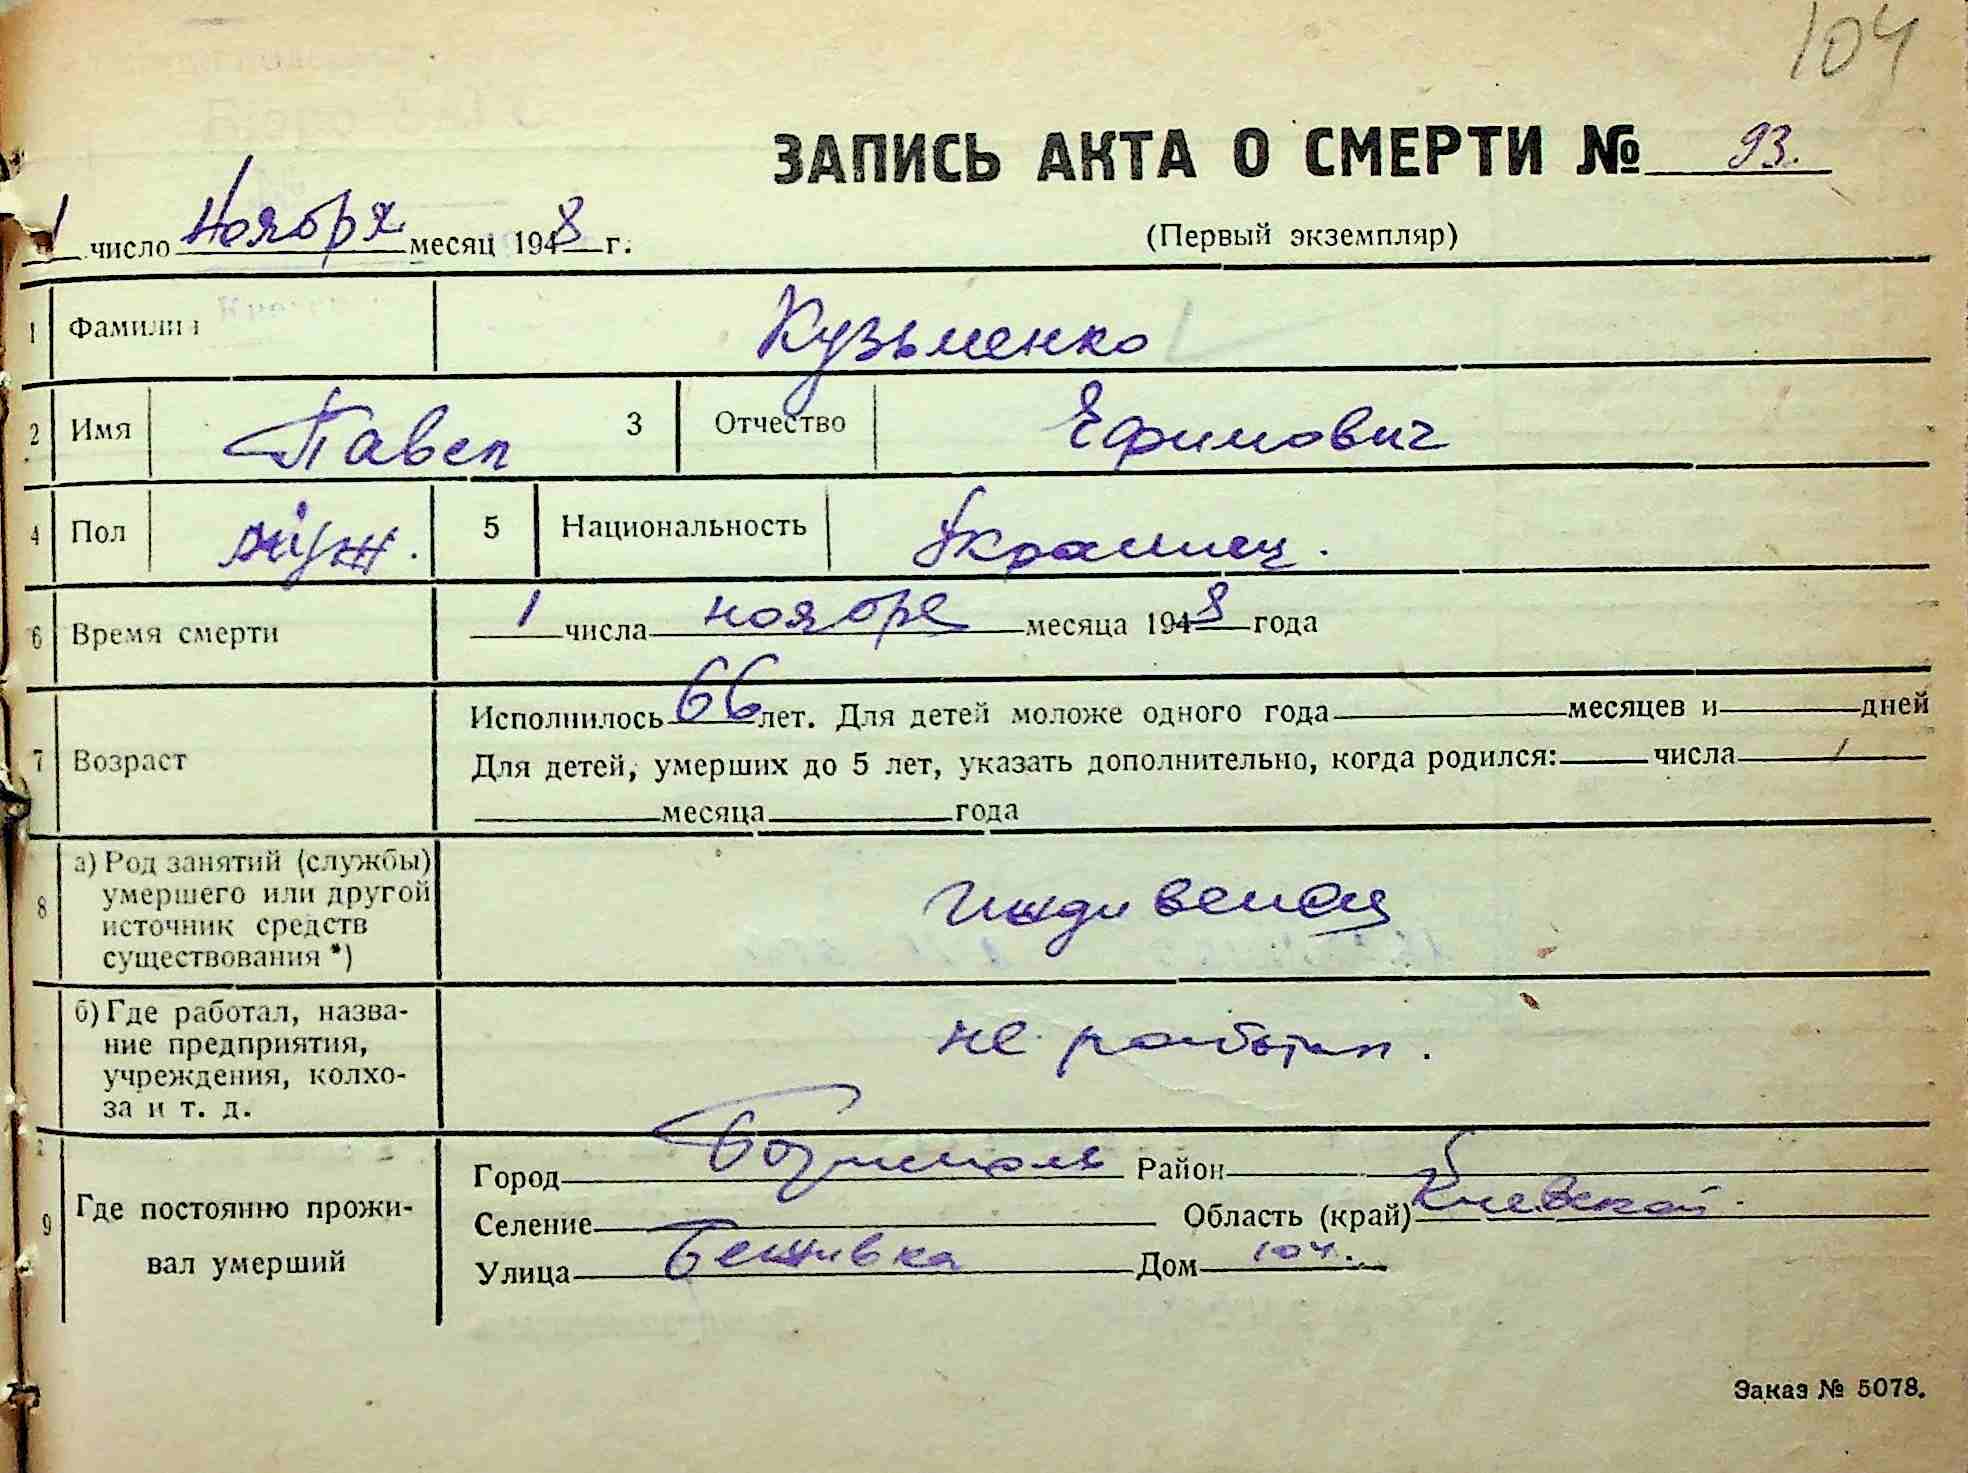 104
ЗАПИСЬ АКТА О СМЕРТИ № 93.
1 число ноября месяц 1948 г.
(Первый экземпляр)
1 Фамилия Кузьменко
2 Имя Павел 3 Отчество Ефимович
4 Пол муж. 5 Национальность Украинец.
6 Время смерти 1 числа ноября месяца 1948 года
Исполнилось 66 лет. Для детей моложе одного года месяцев и дней
7 Возраст Для детей, умерших до 5 лет, указать дополнительно, когда родился: числа
месяца года
а) Род занятий (службы)
8 умершего или другой иждивенец
источник средств
существования *)
б) Где работал, назва-
ние предприятия, не работал.
учреждения, колхо-
за и т. д.
Город Борисполь Район
9 Где постоянно прожи- Селение Область (край) Киевской.
вал умерший Улица Дом 104.
Заказ № 5078.